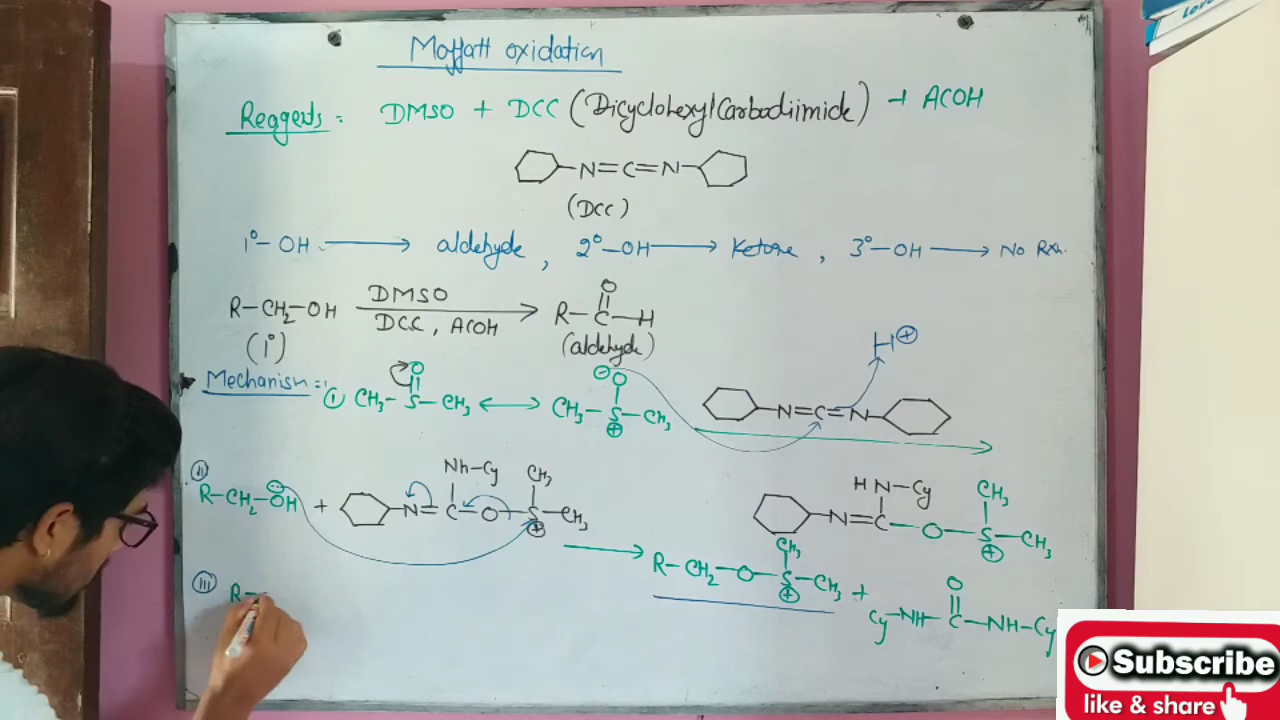 Moffatt oxidation
Reagents:- DMSO + DCC (DicyclohexylCarbodiimide) + ACOH
N=C=N
(DCC)
1°-OH → aldehyde, 2°-OH → Ketone, 3°-OH → No Rxn.
R-CH2-OH DMSO DCC, ACOH → R-C-H O
(1°) (aldehyde)
H⊕
Mechanism:- ① CH3-S-CH3 O ↔ CH3-S-CH3 O ⊖ ⊕ N=C=N →
(ii) R-CH2-OH + N=C-O-S-CH3 Nh-Cy CH3 ⊕ →
HN-Cy CH3
N=C-O-S-CH3 ⊕
R-CH2-O-S-CH3 CH3 ⊕ +
Cy-NH-C-NH-Cy O
(iii) R-
Subscribe
like & share